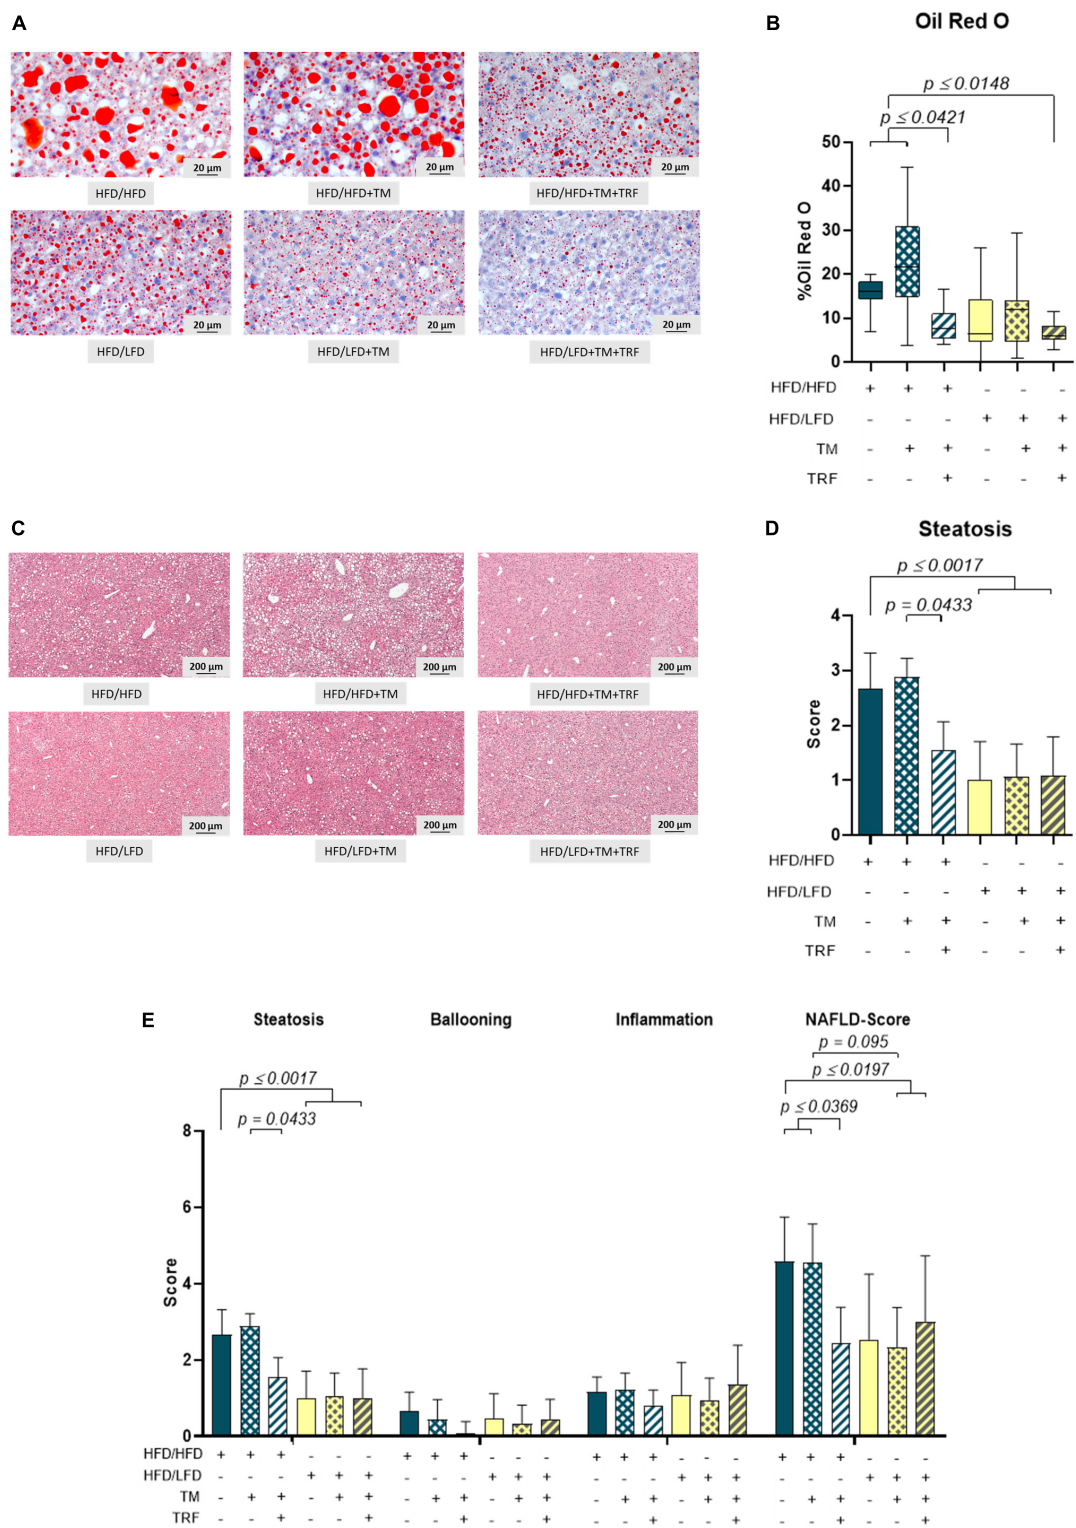 A
20 µm
20 µm
20 µm
HFD/HFD
HFD/HFD+TM
HFD/HFD+TM+TRF
20 µm
20 µm
20 µm
HFD/LFD
HFD/LFD+TM
HFD/LFD+TM+TRF
B
Oil Red O
p ≤ 0.0148
p ≤ 0.0421
%Oil Red O
50
40
30
20
10
0
HFD/HFD + + + - - -
HFD/LFD - - - + + +
TM - + + - + +
TRF - - + - - +
C
200 µm
200 µm
200 µm
HFD/HFD
HFD/HFD+TM
HFD/HFD+TM+TRF
200 µm
200 µm
200 µm
HFD/LFD
HFD/LFD+TM
HFD/LFD+TM+TRF
D
Steatosis
p ≤ 0.0017
p = 0.0433
Score
4
3
2
1
0
HFD/HFD + + + - - -
HFD/LFD - - - + + +
TM - + + - + +
TRF - - + - - +
E
Steatosis Ballooning Inflammation NAFLD-Score
p = 0.095
p ≤ 0.0017
p ≤ 0.0197
p = 0.0433
p ≤ 0.0369
Score
8
6
4
2
0
HFD/HFD + + + - - - + + + - - - + + + - - - + + + - - -
HFD/LFD - - - + + + - - - + + + - - - + + + - - - + + +
TM - + + - + + - + + - + + - + + - + + - + + - + +
TRF - - + - - + - - + - - + - - + - - + - - + - - +